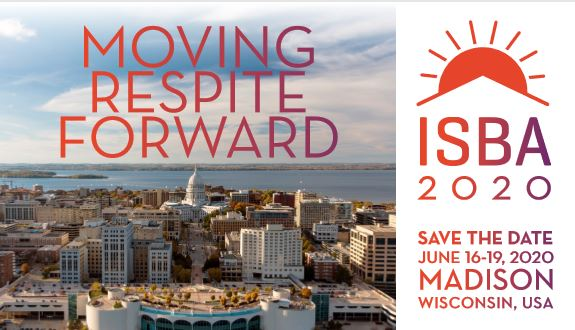 MOVING
RESPITE
FORWARD
ISBA
2020
SAVE THE DATE
JUNE 16-19, 2020
MADISON
WISCONSIN, USA